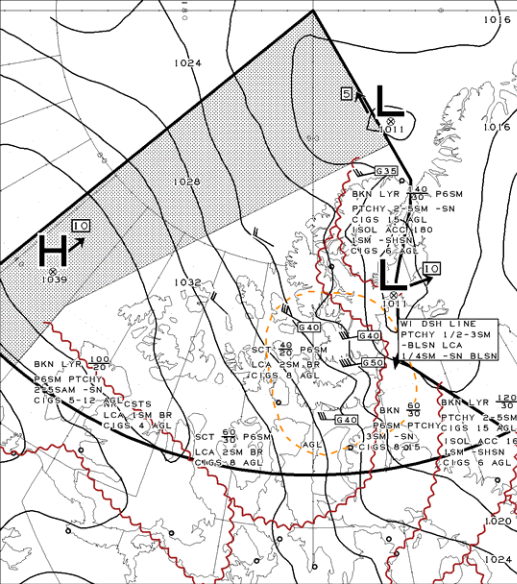 1016
1024
5
L
1011
1016
G35
BKN LYR 140/30 P6SM
PTCHY 2-5SM -SN
CIGS 15 AGL
ISOL ACC 180
1SM -SHSN
CIGS 6 AGL
1028
10
H
1039
L
10
1011
1032
WI DSH LINE
PTCHY 1/2-3SM
-BLSN LCA
1/4SM -SN BLSN
G40
G40
G50
SCT 40/20 P6SM
LCA 2SM BR
CIGS 8 AGL
BKN LYR 100/20
P6SM PTCHY
2-5SM -SN
CIGS 5-12 AGL
NR CSTS
LCA 1SM BR
CIGS 4 AGL
G40
BKN 60/30
P6SM PTCHY
3SM -SN
CIGS 8-15
AGL
BKN LYR 120/30
PTCHY 2-5SM
CIGS 15 AGL
ISOL ACC 16
1SM -SHSN
CIGS 6 AGL
SCT 60/30 P6SM
LCA 2SM BR
CIGS 8 AGL
1020
1024